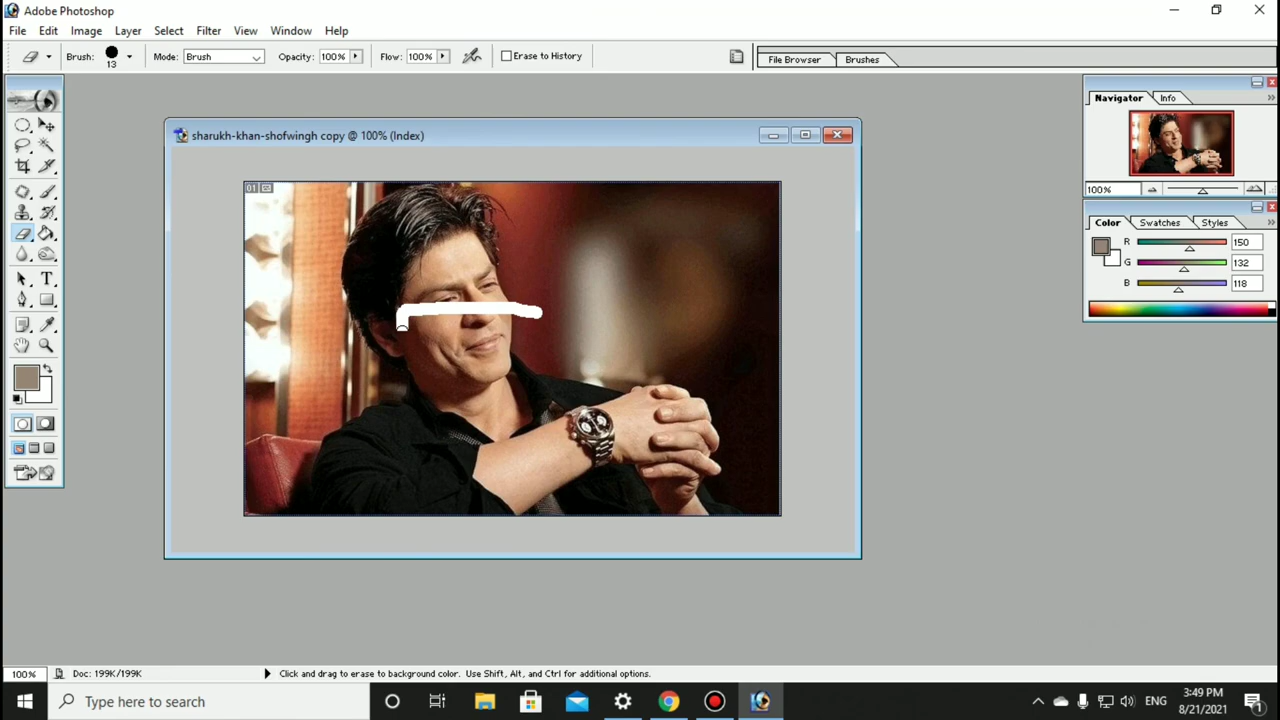 Adobe Photoshop
File Edit Image Layer Select Filter View Window Help
Brush: 13 Mode: Brush Opacity: 100% Flow: 100% Erase to History File Browser Brushes
sharukh-khan-shofwingh copy @ 100% (Index)
01
Navigator Info
100%
Color Swatches Styles
R 150
G 132
B 118
T
100% Doc: 199K/199K Click and drag to erase to background color. Use Shift, Alt, and Ctrl for additional options.
Type here to search
ENG
3:49 PM
8/21/2021
1